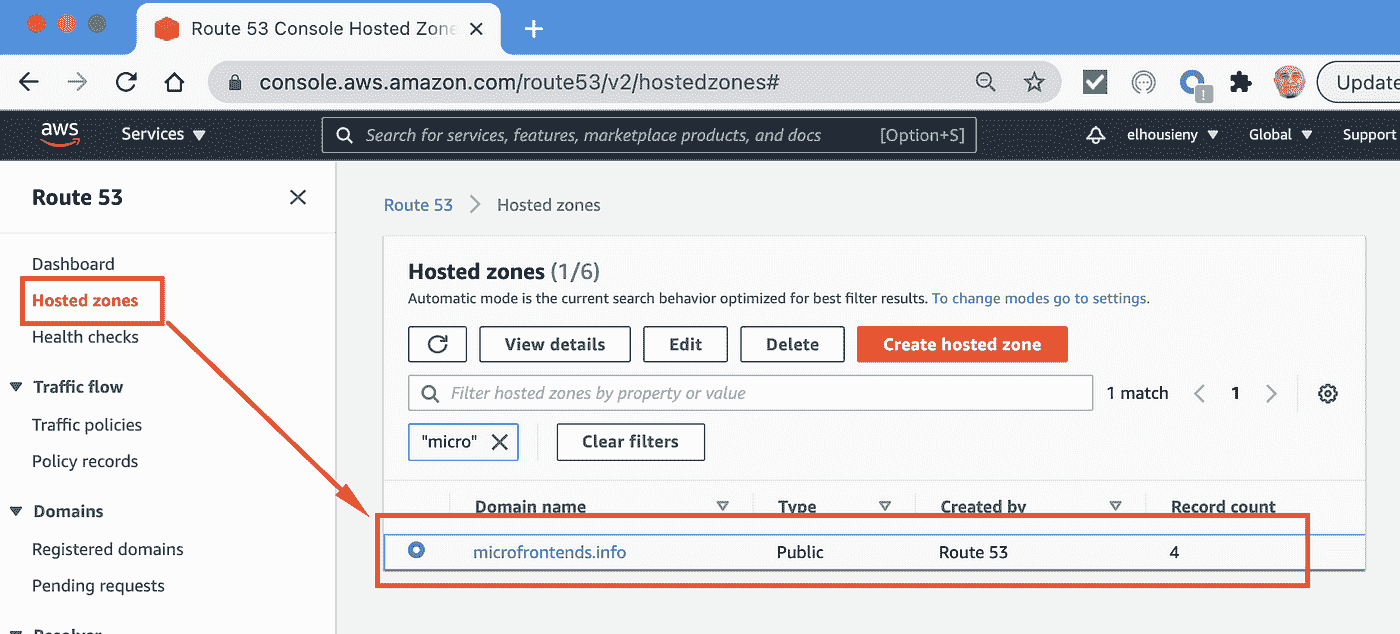 Route 53 Console Hosted Zone
console.aws.amazon.com/route53/v2/hostedzones#
Update
aws
Services
Search for services, features, marketplace products, and docs [Option+S]
elhousieny
Global
Support
Route 53
Dashboard
Hosted zones
Health checks
Traffic flow
Traffic policies
Policy records
Domains
Registered domains
Pending requests
Resolver
Route 53 > Hosted zones
Hosted zones (1/6)
Automatic mode is the current search behavior optimized for best filter results. To change modes go to settings.
View details
Edit
Delete
Create hosted zone
Filter hosted zones by property or value
1 match
1
"micro"
Clear filters
Domain name Type Created by Record count
microfrontends.info Public Route 53 4